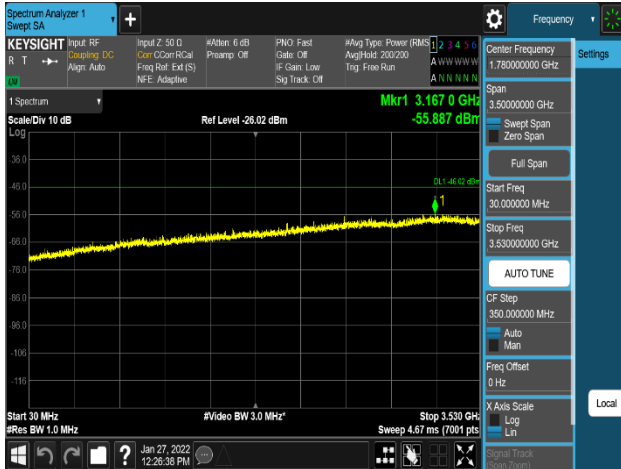 Spectrum Analyzer 1
Swept SA
Frequency
KEYSIGHT
R T
LV
Input: RF
Coupling: DC
Align: Auto
Input Z: 50 Ω
Corr CCorr RCal
Freq Ref: Ext (S)
NFE: Adaptive
#Atten: 6 dB
Preamp: Off
PNO: Fast
Gate: Off
IF Gain: Low
Sig Track: Off
#Avg Type: Power (RMS
Avg|Hold: 200/200
Trig: Free Run
1 2 3 4 5 6
A W W W W W
A N N N N N
Center Frequency
1.780000000 GHz
Settings
Span
3.50000000 GHz
Swept Span
Zero Span
Full Span
Start Freq
30.000000 MHz
Stop Freq
3.530000000 GHz
AUTO TUNE
CF Step
350.000000 MHz
Auto
Man
Freq Offset
0 Hz
X Axis Scale
Log
Lin
Signal Track
(Span Zoom)
Local
1 Spectrum
Scale/Div 10 dB
Log
Ref Level -26.02 dBm
Mkr1 3.167 0 GHz
-55.887 dBm
DL1 -46.02 dBm
1
-36.0
-46.0
-56.0
-66.0
-76.0
-86.0
-96.0
-106
-116
Start 30 MHz
#Res BW 1.0 MHz
#Video BW 3.0 MHz*
Stop 3.530 GHz
Sweep 4.67 ms (7001 pts
?
Jan 27, 2022
12:26:38 PM